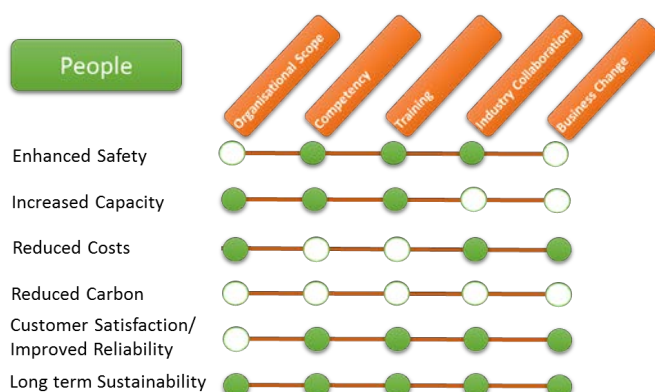 People
Organisational Scope
Competency
Training
Industry Collaboration
Business Change
Enhanced Safety
Increased Capacity
Reduced Costs
Reduced Carbon
Customer Satisfaction/
Improved Reliability
Long term Sustainability